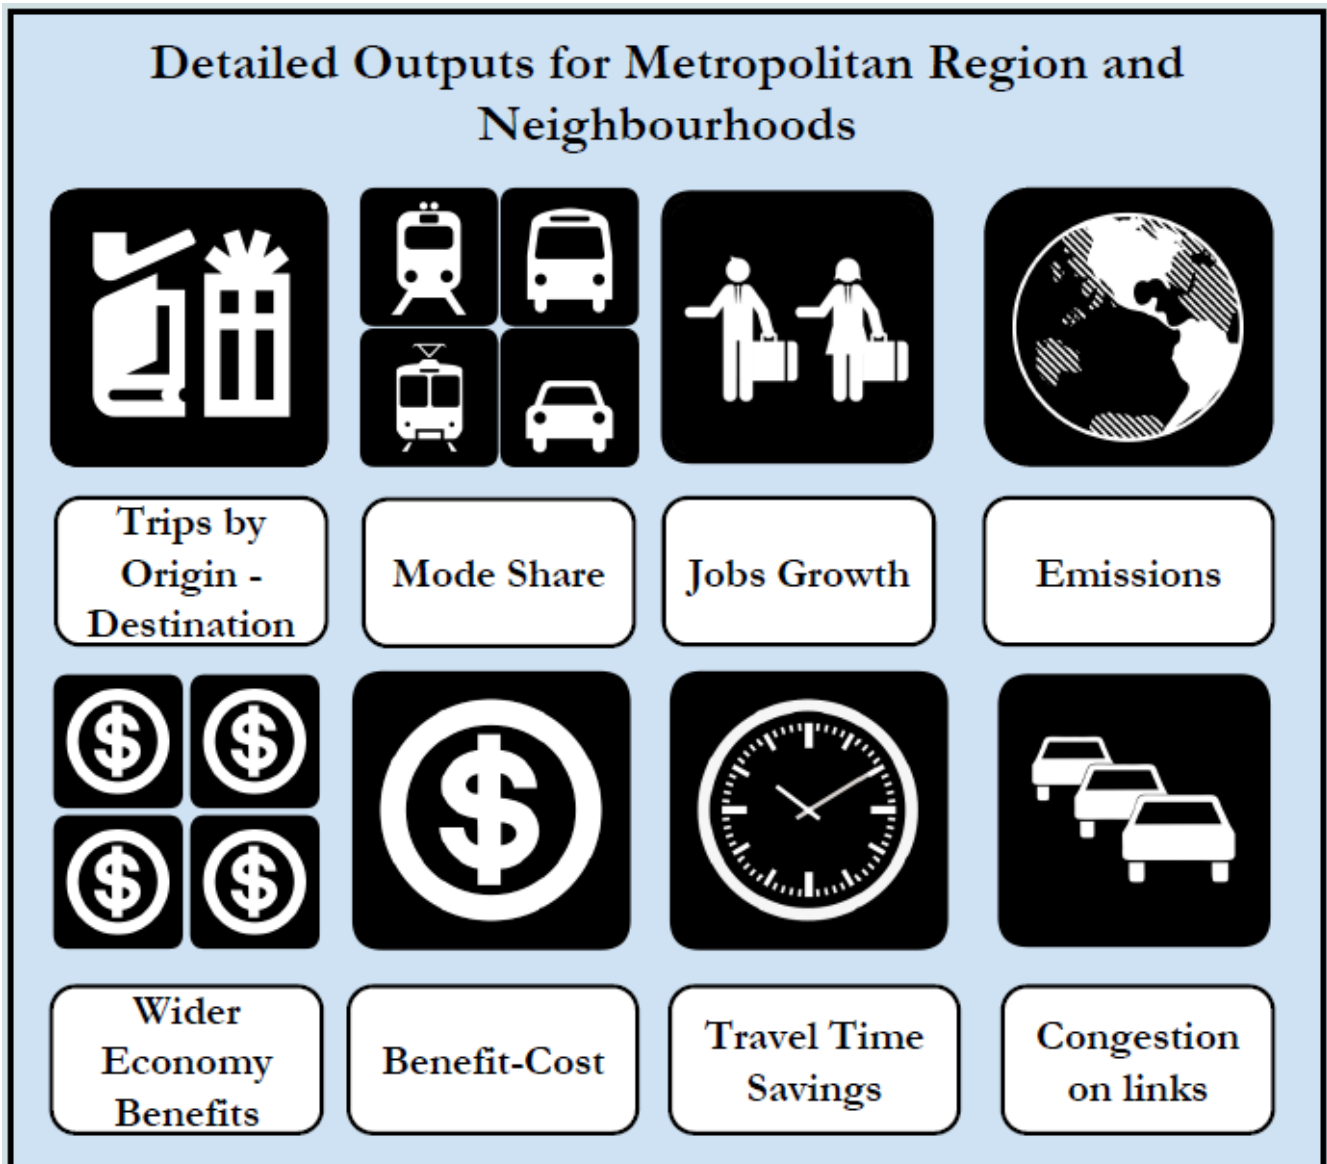 Detailed Outputs for Metropolitan Region and
Neighbourhoods
Trips by
Origin -
Destination
Mode Share
Jobs Growth
Emissions
Wider
Economy
Benefits
Benefit-Cost
Travel Time
Savings
Congestion
on links